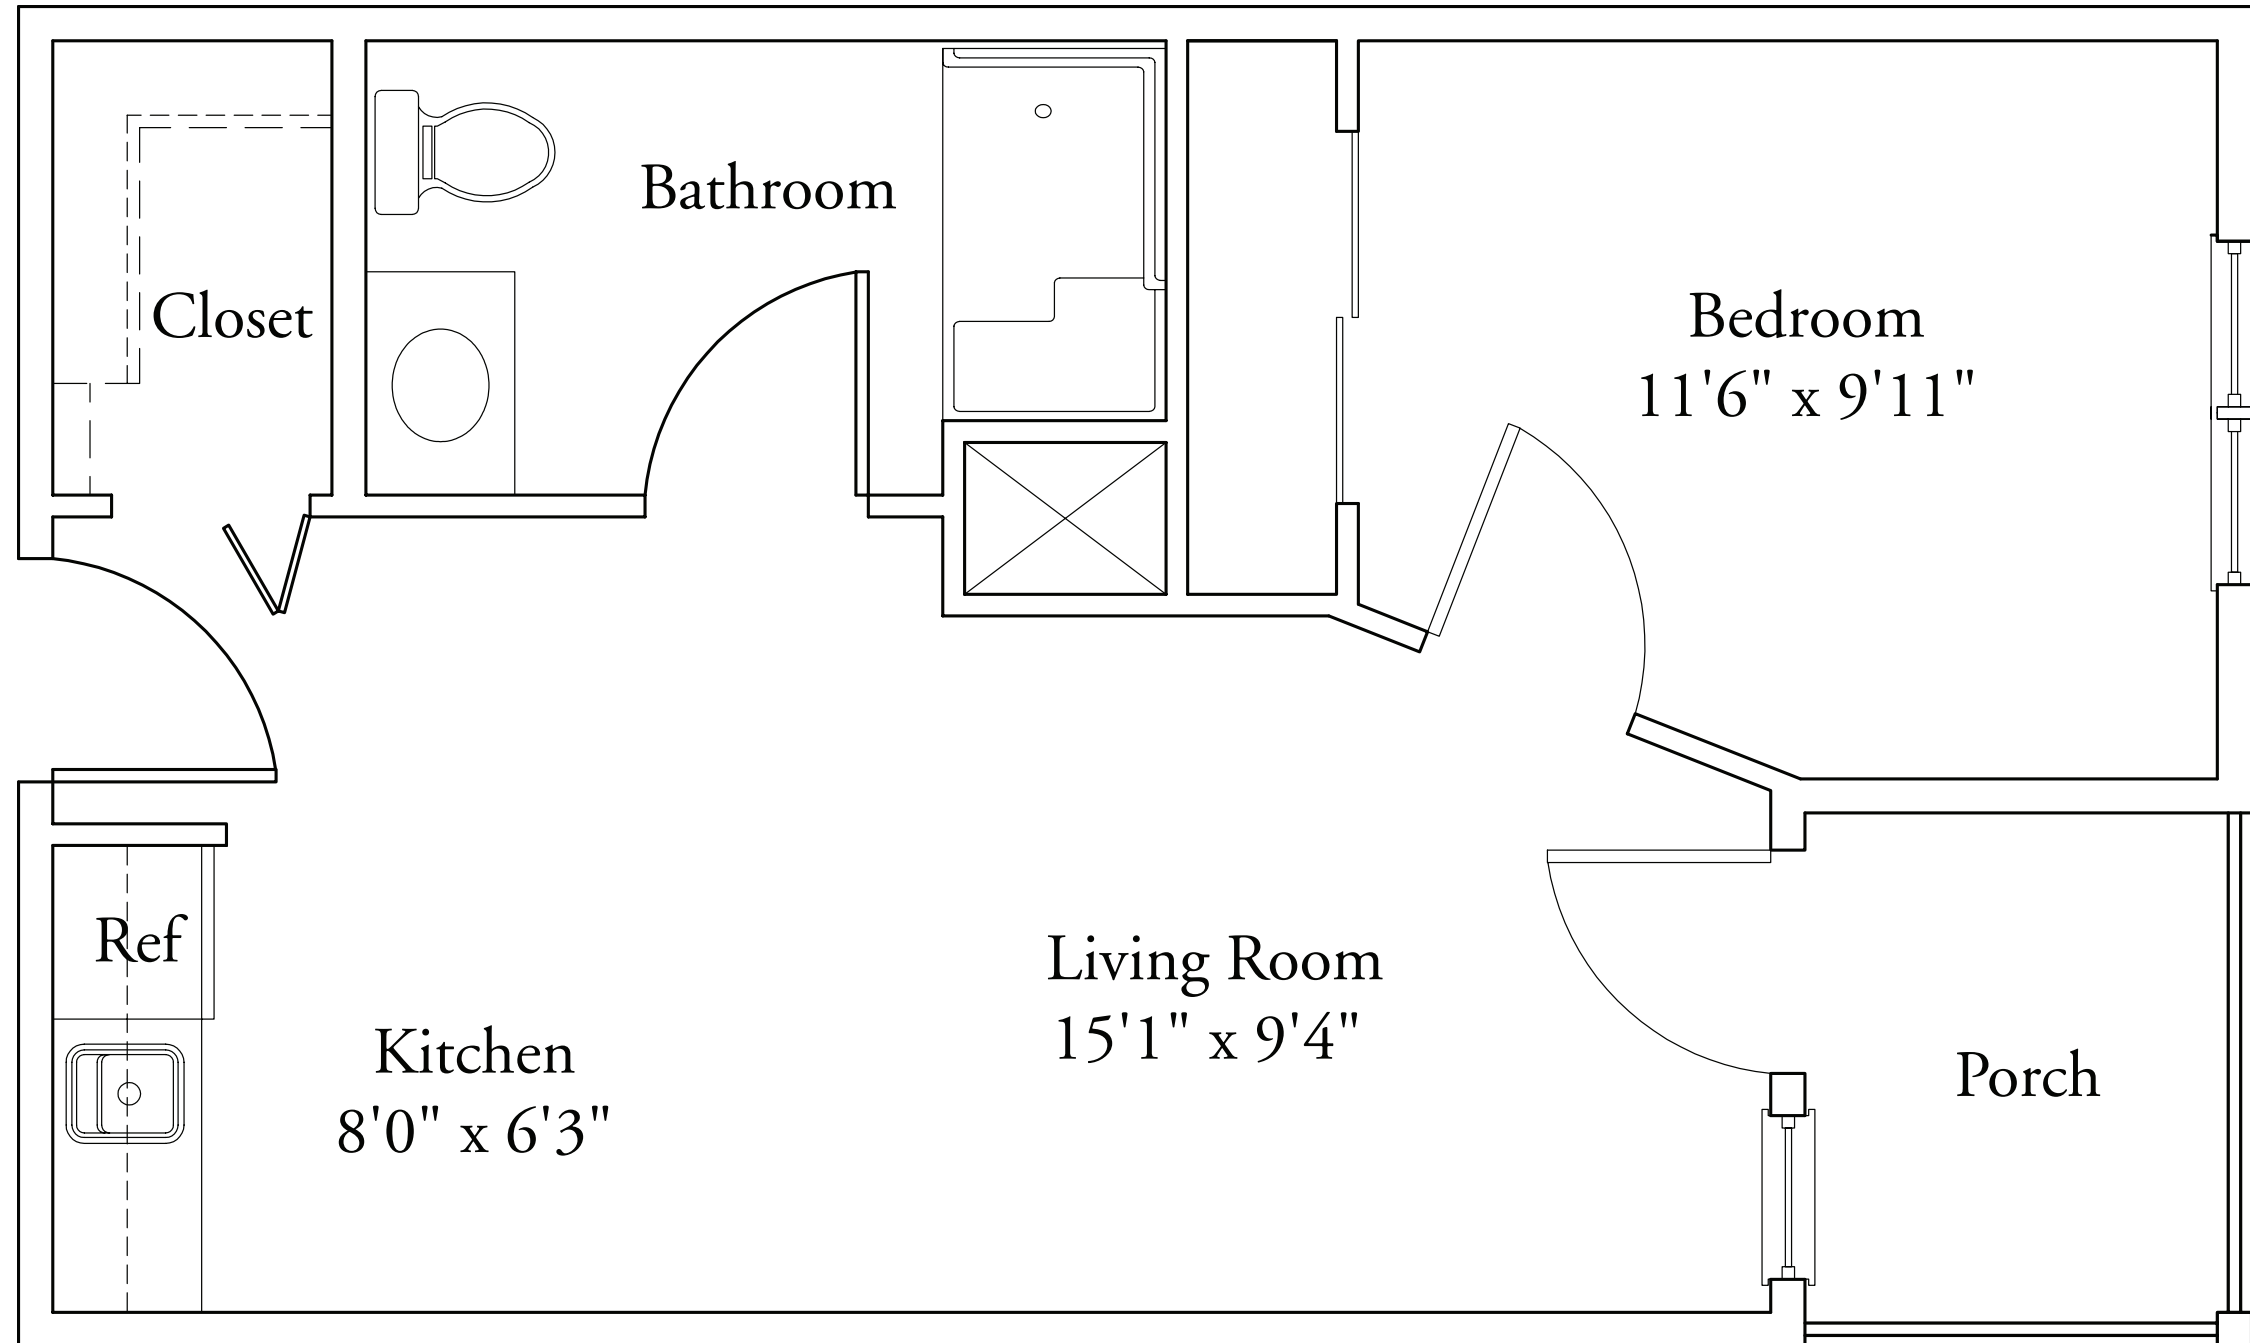 Bathroom
Closet
Bedroom
11'6" x 9'11"
Ref
Living Room
15'1" x 9'4"
Kitchen
8'0" x 6'3"
Porch